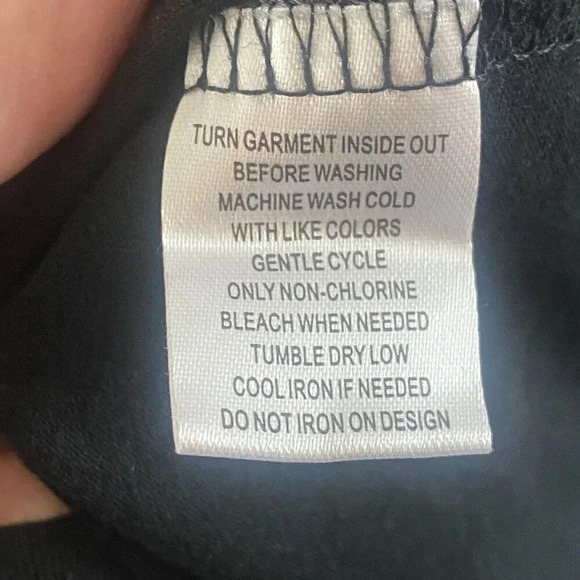 TURN GARMENT INSIDE OUT
BEFORE WASHING
MACHINE WASH COLD
WITH LIKE COLORS
GENTLE CYCLE
ONLY NON-CHLORINE
BLEACH WHEN NEEDED
TUMBLE DRY LOW
COOL IRON IF NEEDED
DO NOT IRON ON DESIGN